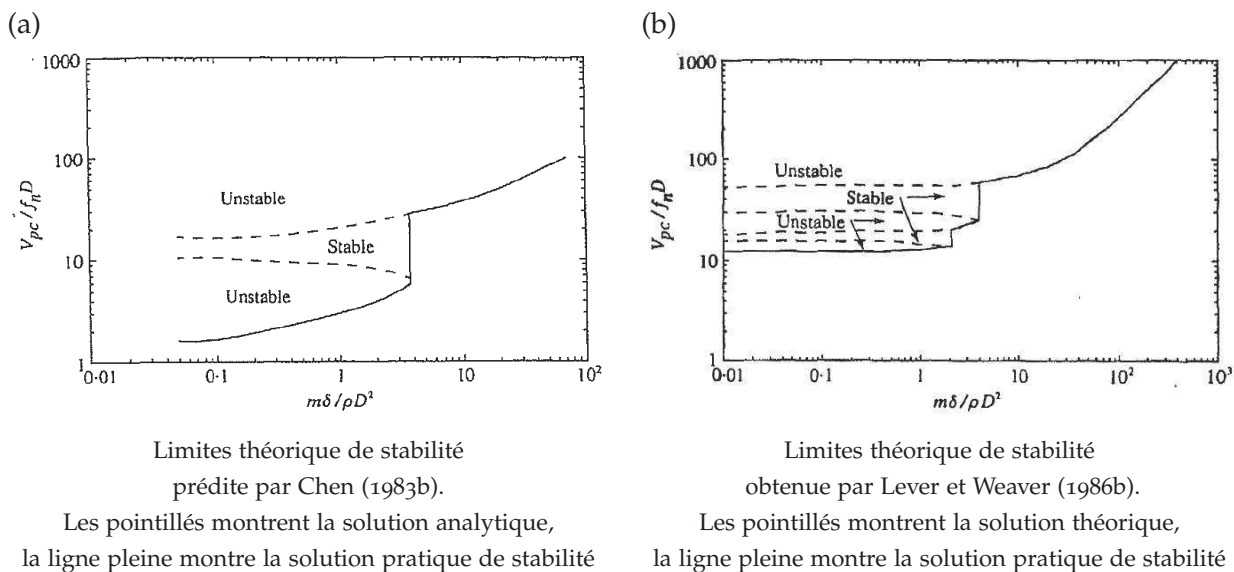 (a)
1000
100
10
1
V_pc/f_nD
Unstable
Stable
Unstable
0·01
0·1
1
10
10²
mδ/ρD²
Limites théorique de stabilité
prédite par Chen (1983b).
Les pointillés montrent la solution analytique,
la ligne pleine montre la solution pratique de stabilité
(b)
1000
100
10
1
V_pc/f_nD
Unstable
Stable
Unstable
0·01
0·1
1
10
10²
10³
mδ/ρD²
Limites théorique de stabilité
obtenue par Lever et Weaver (1986b).
Les pointillés montrent la solution théorique,
la ligne pleine montre la solution pratique de stabilité